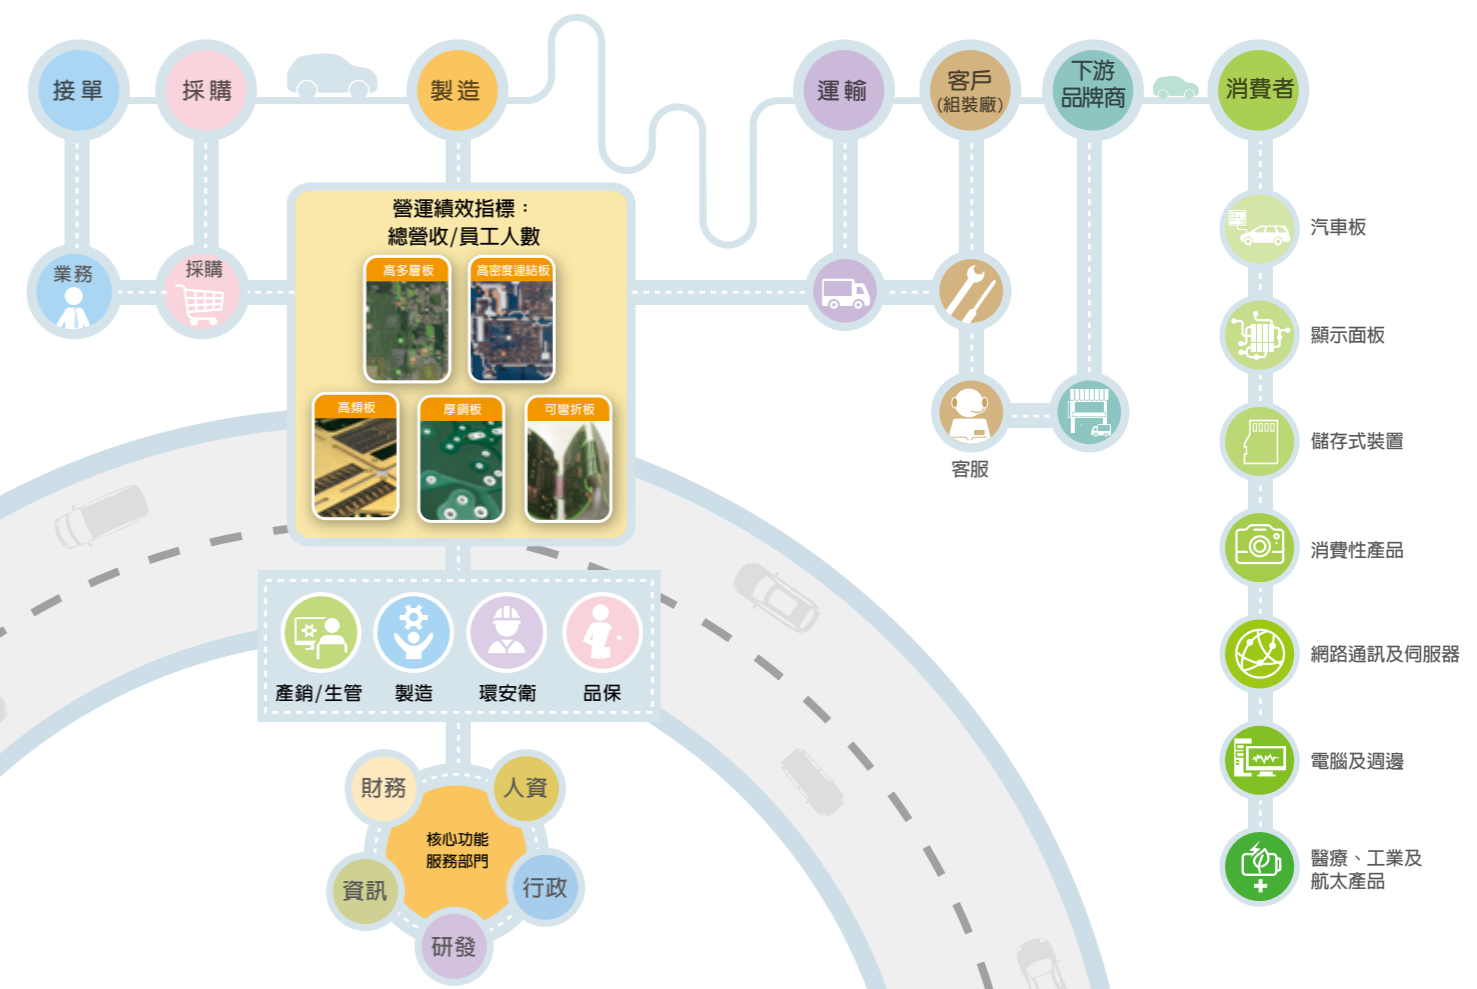 接單
採購
製造
運輸
客戶
(組裝廠)
下游
品牌商
消費者
營運績效指標：
總營收/員工人數
業務
採購
高多層板
高密度連結板
高頻板
厚銅板
可彎折板
客服
汽車板
顯示面板
儲存式裝置
消費性產品
網路通訊及伺服器
電腦及週邊
醫療、工業及
航太產品
產銷/生管
製造
環安衛
品保
財務
人資
核心功能
服務部門
資訊
行政
研發